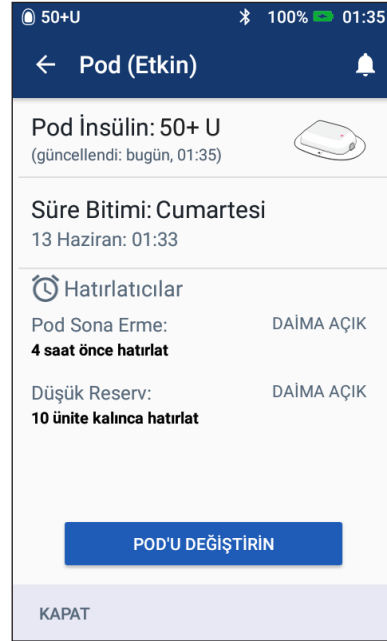 50+U 100% 01:35
Pod (Etkin)
Pod İnsülin: 50+ U
(güncellendi: bugün, 01:35)
Süre Bitimi: Cumartesi
13 Haziran: 01:33
Hatırlatıcılar
Pod Sona Erme: DAİMA AÇIK
4 saat önce hatırlat
Düşük Reserv: DAİMA AÇIK
10 ünite kalınca hatırlat
POD'U DEĞİŞTİRİN
KAPAT